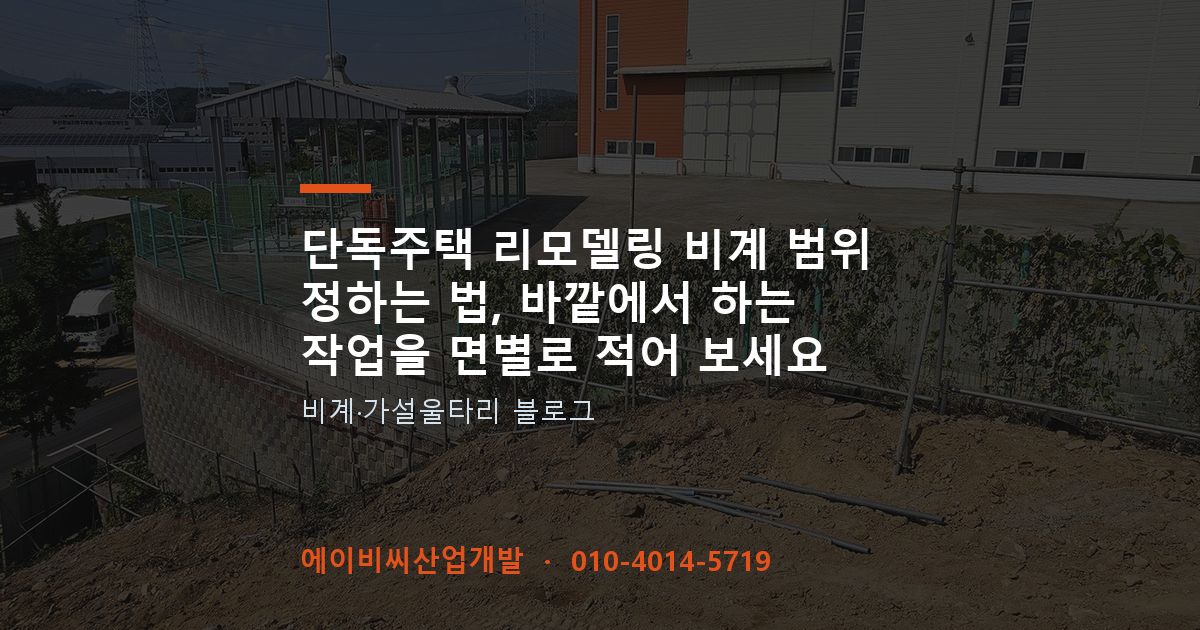 단독주택 리모델링 비계 범위
정하는 법, 바깥에서 하는
작업을 면별로 적어 보세요
비계·가설울타리 블로그
에이비씨산업개발 · 010-4014-5719